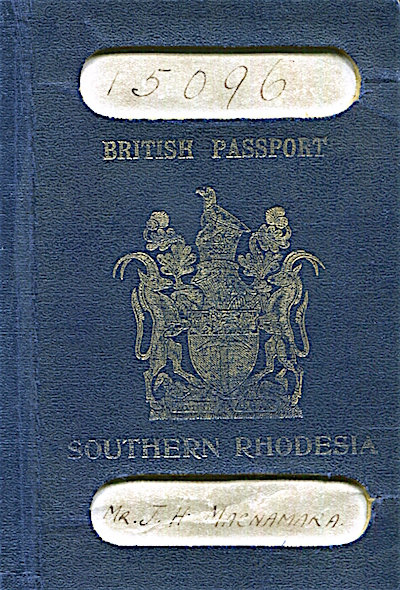 15096
BRITISH PASSPORT
SOUTHERN RHODESIA
MR. J. H. MACNAMARA.